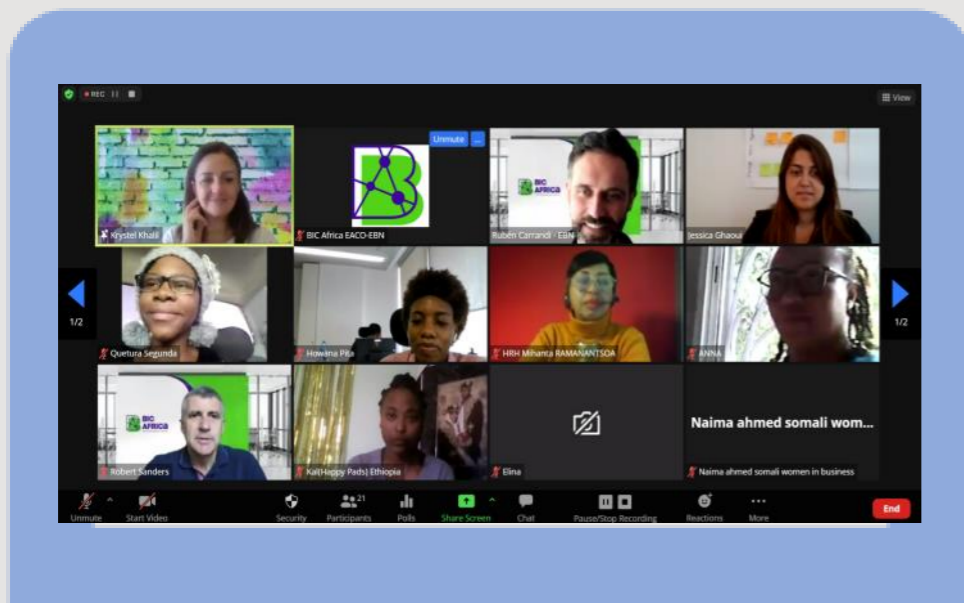 REC
View
Unmute ...
Krystel Khalil
BIC Africa EACO-EBN
BIC AFRICA
Ruben Carrandi - EBN
Jessica Ghaoui
1/2
1/2
Quetura Segunda
Howana Pita
HRH Mihanta RAMANANTSOA
ANNA
BIC AFRICA
Robert Sanders
Kal(Happy Pads) Ethiopia
Elina
Naima ahmed somali wom...
Naima ahmed somali women in business
Unmute
Start Video
Security
21
Participants
Polls
Share Screen
Chat
Pause/Stop Recording
Reactions
More
End